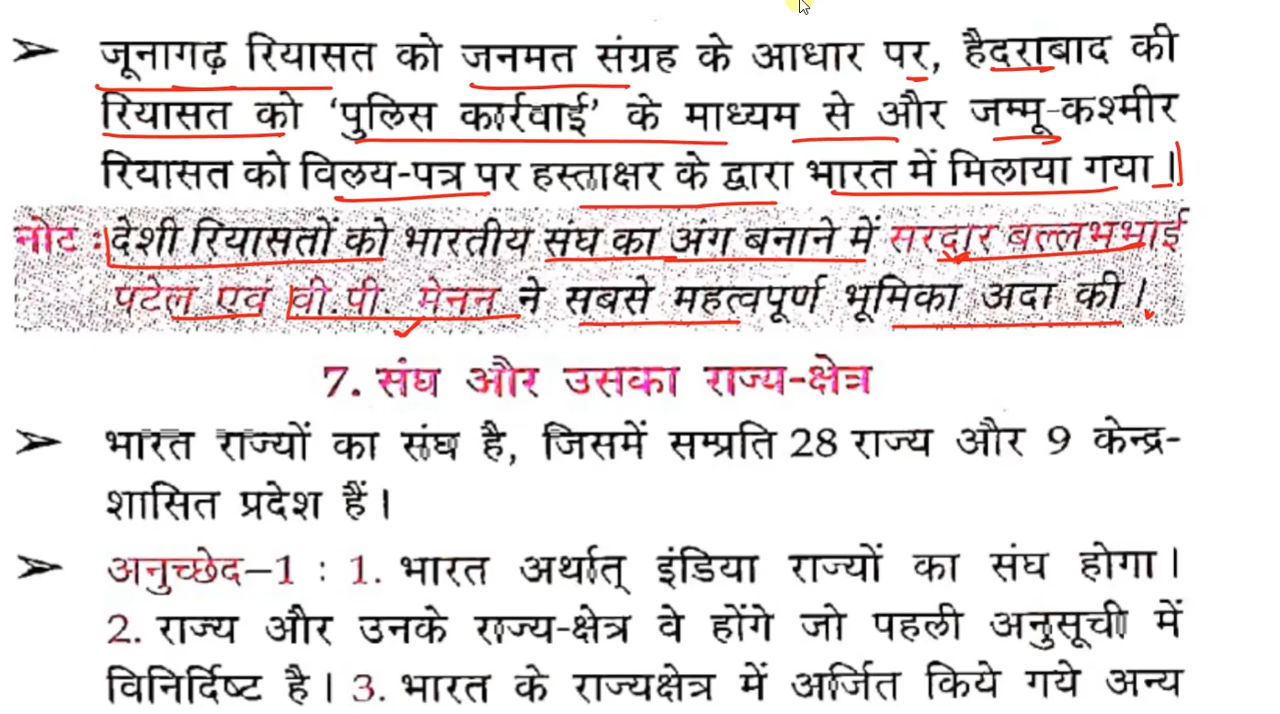 ➢ जूनागढ़ रियासत को जनमत संग्रह के आधार पर, हैदराबाद की
रियासत को ‘पुलिस कार्रवाई’ के माध्यम से और जम्मू-कश्मीर
रियासत को विलय-पत्र पर हस्ताक्षर के द्वारा भारत में मिलाया गया।
नोट : देशी रियासतों को भारतीय संघ का अंग बनाने में सरदार बल्लभभाई
पटेल एवं वी.पी. मेनन ने सबसे महत्वपूर्ण भूमिका अदा की।
7. संघ और उसका राज्य-क्षेत्र
➢ भारत राज्यों का संघ है, जिसमें सम्प्रति 28 राज्य और 9 केन्द्र-
शासित प्रदेश हैं।
➢ अनुच्छेद–1 : 1. भारत अर्थात् इंडिया राज्यों का संघ होगा।
2. राज्य और उनके राज्य-क्षेत्र वे होंगे जो पहली अनुसूची में
विनिर्दिष्ट है। 3. भारत के राज्यक्षेत्र में अर्जित किये गये अन्य